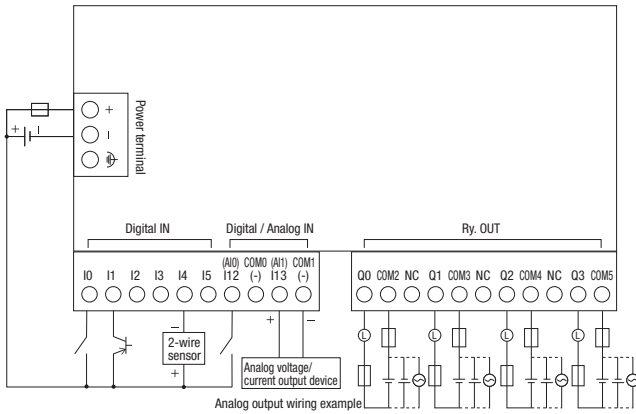 +
−
Power terminal
+ −
Digital IN
Digital / Analog IN
Ry. OUT
(AI0) COM0 (AI1) COM1
I0 I1 I2 I3 I4 I5 I12 (-) I13 (-)
Q0 COM2 NC Q1 COM3 NC Q2 COM4 NC Q3 COM5
−
2-wire
sensor
+
+ −
Analog voltage/
current output device
L L L L
Analog output wiring example